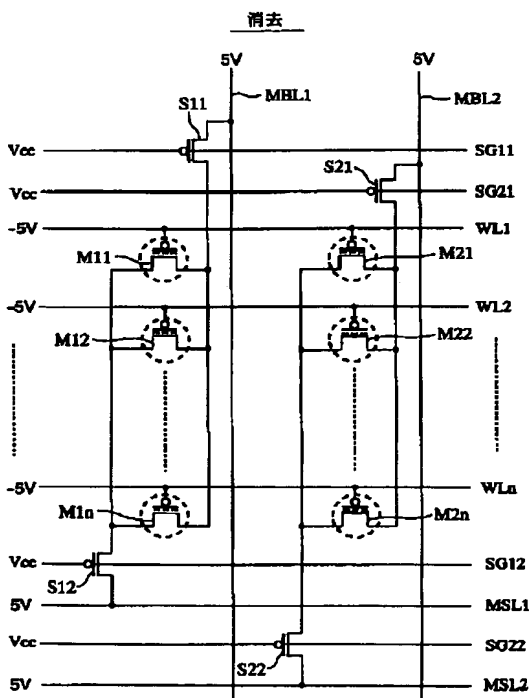 消去
5V 5V
S11 MBL1 MBL2
Vcc S21 SG11
Vcc SG21
-5V WL1
M11 M21
-5V WL2
M12 M22
-5V WLn
M1n M2n
Vcc SG12
S12
5V MSL1
Vcc SG22
S22
5V MSL2